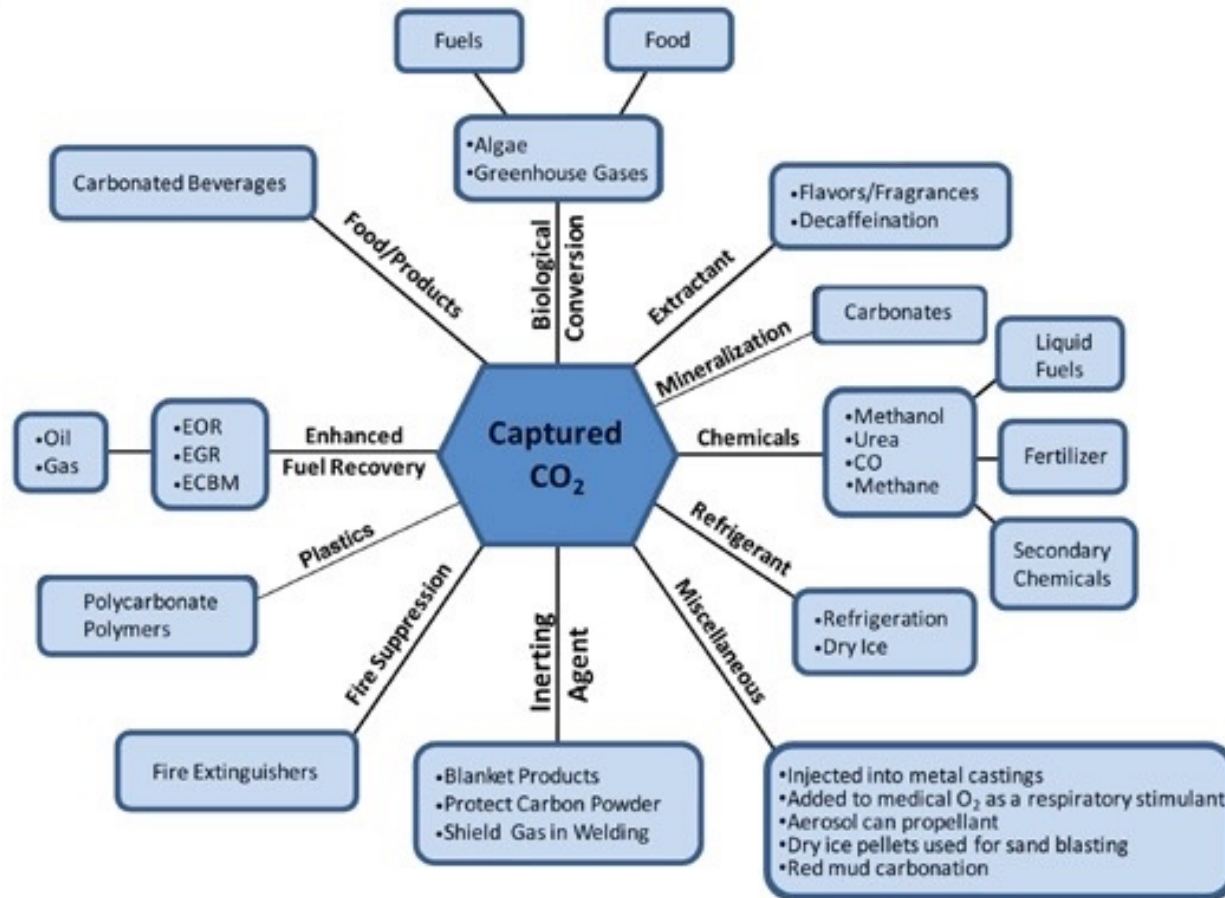 Fuels
Food
•Algae
•Greenhouse Gases
Carbonated Beverages
•Flavors/Fragrances
•Decaffeination
Food/Products
Biological
Conversion
Extractant
Mineralization
Carbonates
Liquid
Fuels
•Oil
•Gas
•EOR
•EGR
•ECBM
Enhanced
Fuel Recovery
Captured
CO₂
Chemicals
•Methanol
•Urea
•CO
•Methane
Fertilizer
Secondary
Chemicals
Plastics
Polycarbonate
Polymers
Refrigerant
•Refrigeration
•Dry Ice
Fire Suppression
Inerting
Agent
Miscellaneous
Fire Extinguishers
•Blanket Products
•Protect Carbon Powder
•Shield Gas in Welding
•Injected into metal castings
•Added to medical O₂ as a respiratory stimulant
•Aerosol can propellant
•Dry ice pellets used for sand blasting
•Red mud carbonation